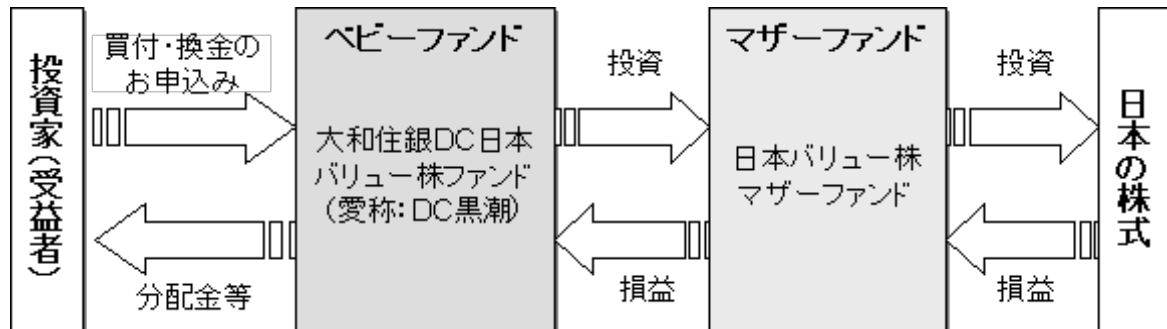 投資家(受益者)
買付・換金の
お申込み
分配金等
ベビーファンド
大和住銀DC日本
バリュー株ファンド
(愛称:DC黒潮)
投資
損益
マザーファンド
日本バリュー株
マザーファンド
投資
損益
日本の株式